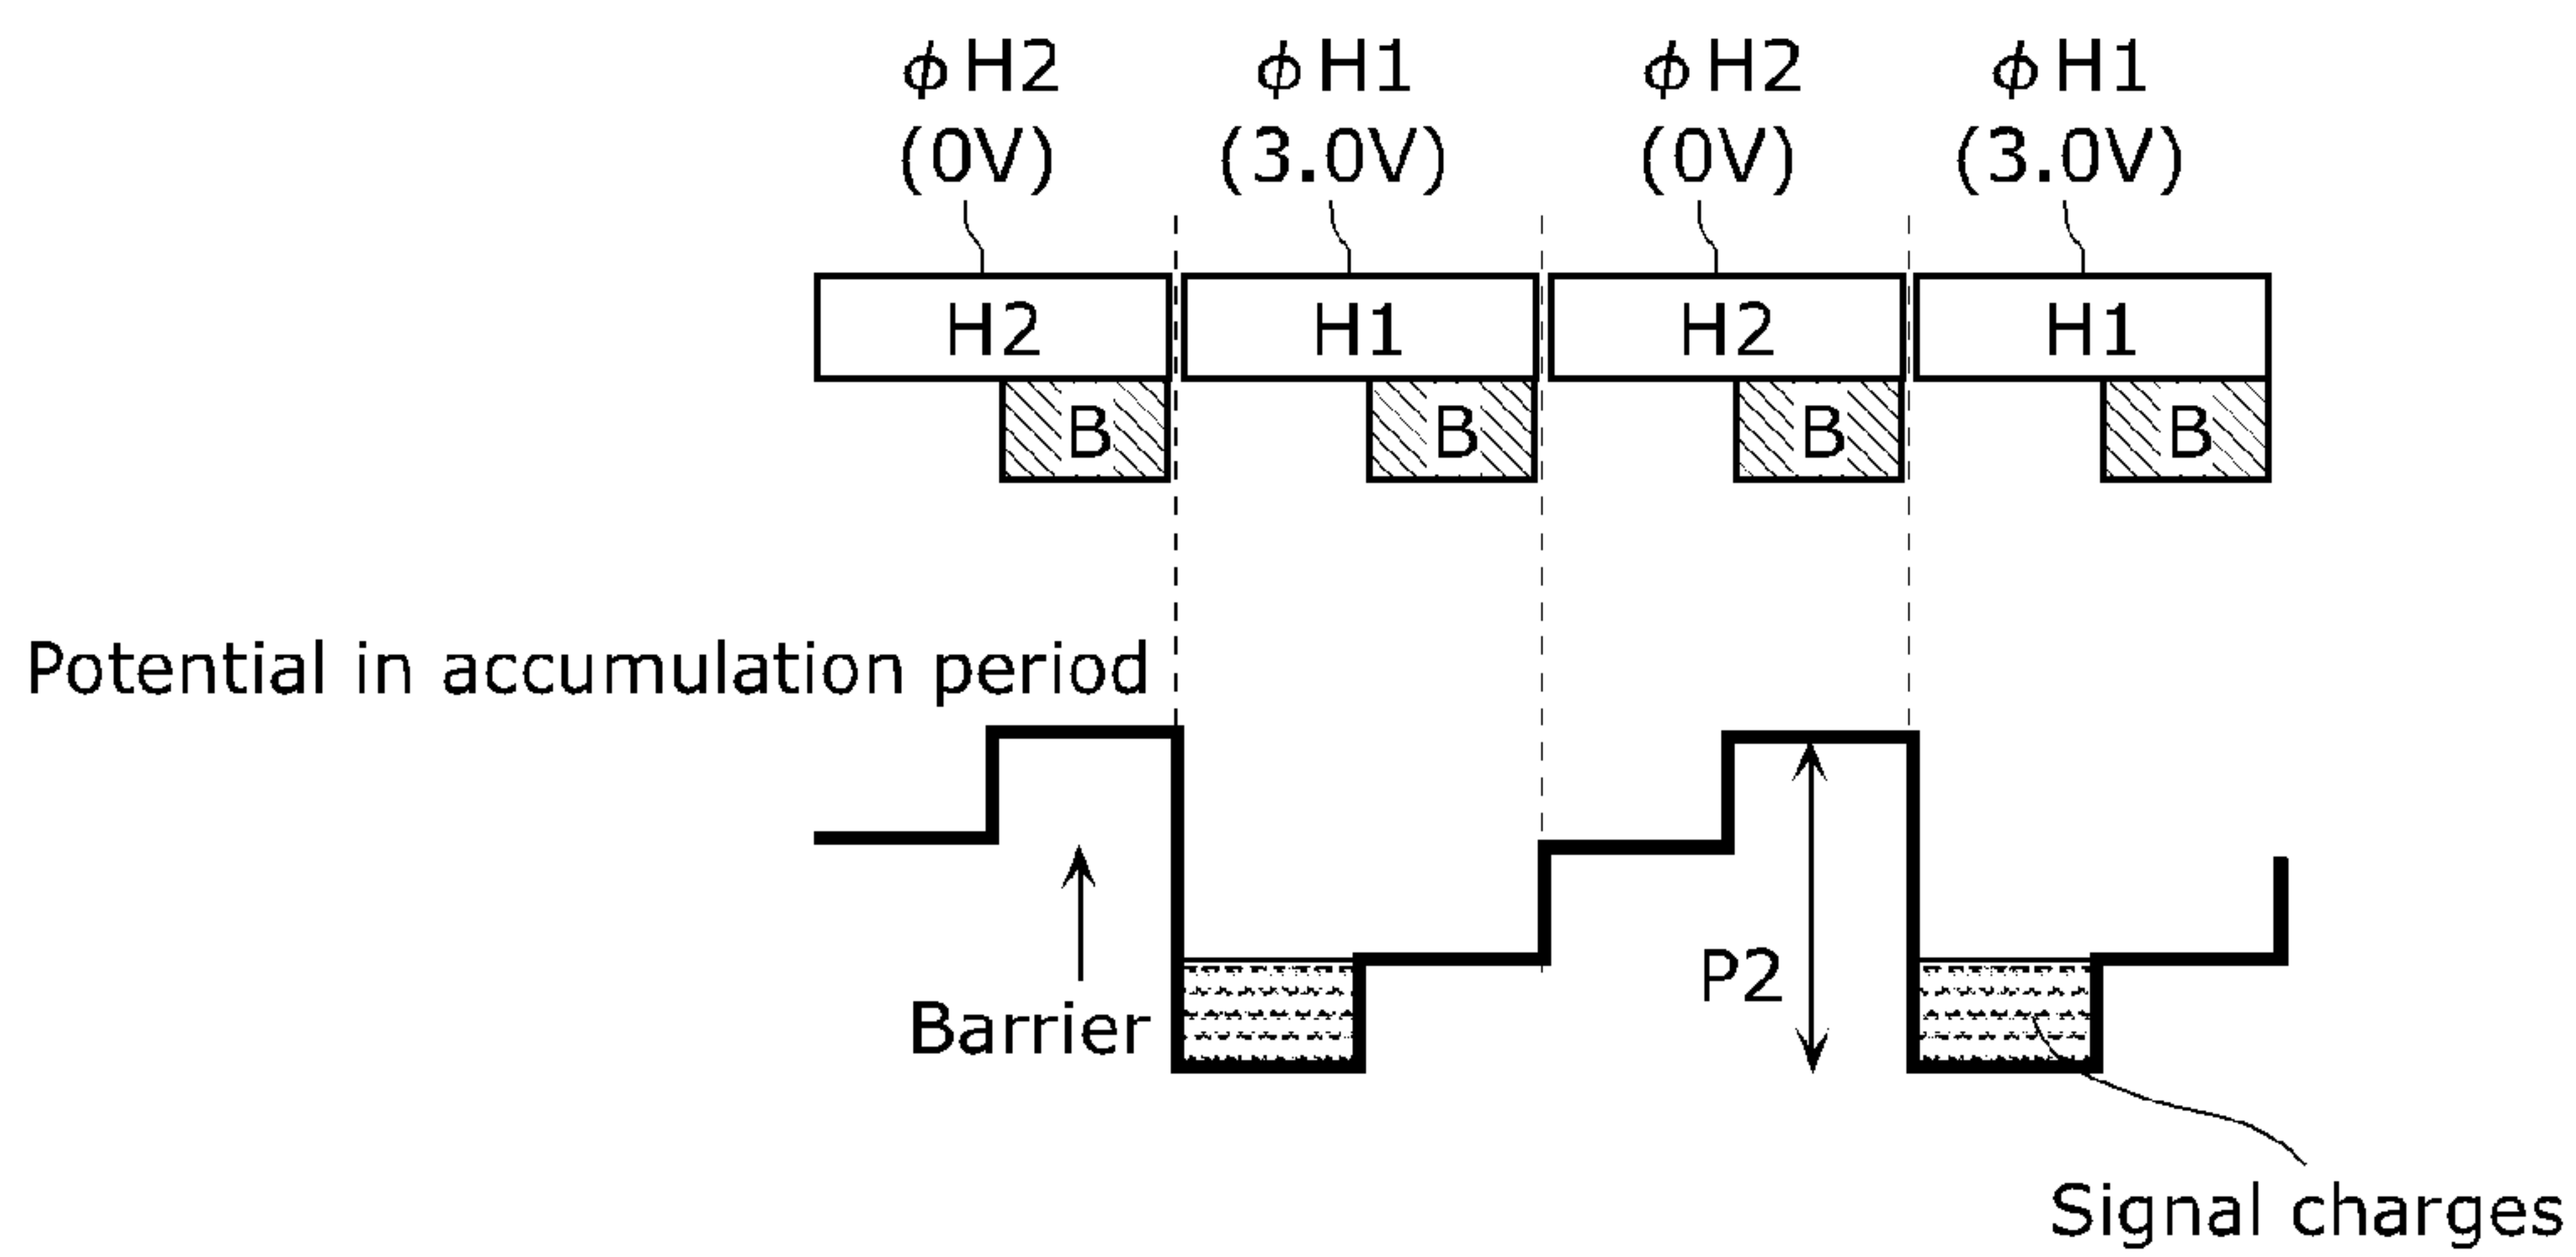 ϕH2 ϕH1 ϕH2 ϕH1
(0V) (3.0V) (0V) (3.0V)
H2 H1 H2 H1
B B B B
Potential in accumulation period
P2
Barrier
Signal charges